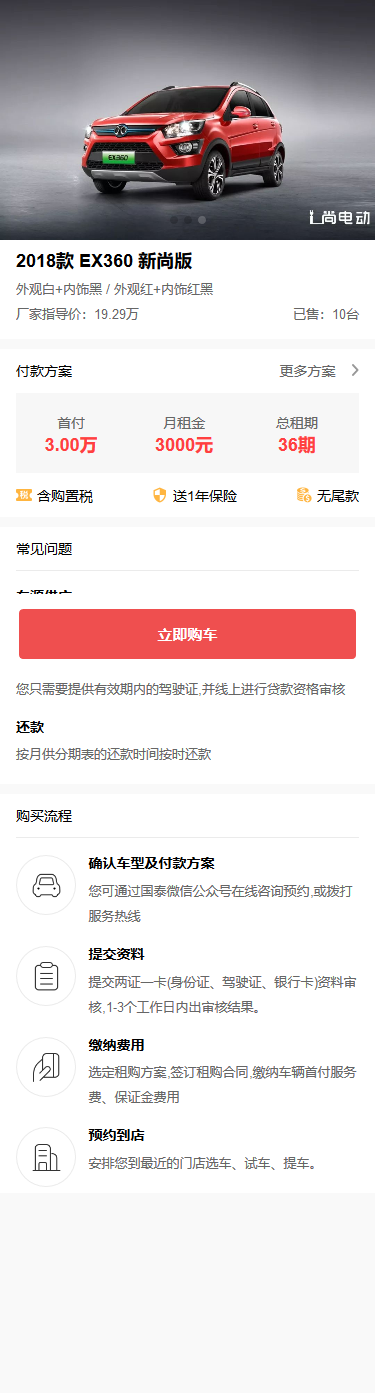 EX360
L尚电动
2018款 EX360 新尚版
外观白+内饰黑 / 外观红+内饰红黑
厂家指导价：19.29万 已售：10台
付款方案 更多方案
首付 月租金 总租期
3.00万 3000元 36期
税 含购置税 送1年保险 无尾款
常见问题
立即购车
您只需要提供有效期内的驾驶证,并线上进行贷款资格审核
还款
按月供分期表的还款时间按时还款
购买流程
确认车型及付款方案
您可通过国泰微信公众号在线咨询预约,或拨打
服务热线
提交资料
提交两证一卡(身份证、驾驶证、银行卡)资料审
核,1-3个工作日内出审核结果。
缴纳费用
选定租购方案,签订租购合同,缴纳车辆首付服务
费、保证金费用
预约到店
安排您到最近的门店选车、试车、提车。